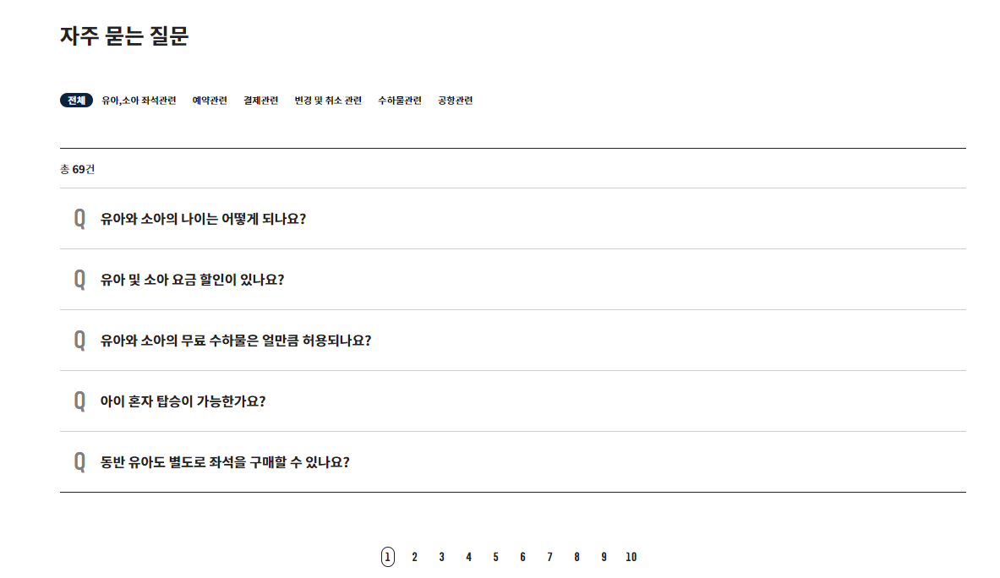 자주 묻는 질문
전체 유아,소아 좌석관련 예약관련 결제관련 변경 및 취소 관련 수하물관련 공항관련
총 69건
Q 유아와 소아의 나이는 어떻게 되나요?
Q 유아 및 소아 요금 할인이 있나요?
Q 유아와 소아의 무료 수하물은 얼만큼 허용되나요?
Q 아이 혼자 탑승이 가능한가요?
Q 동반 유아도 별도로 좌석을 구매할 수 있나요?
1 2 3 4 5 6 7 8 9 10